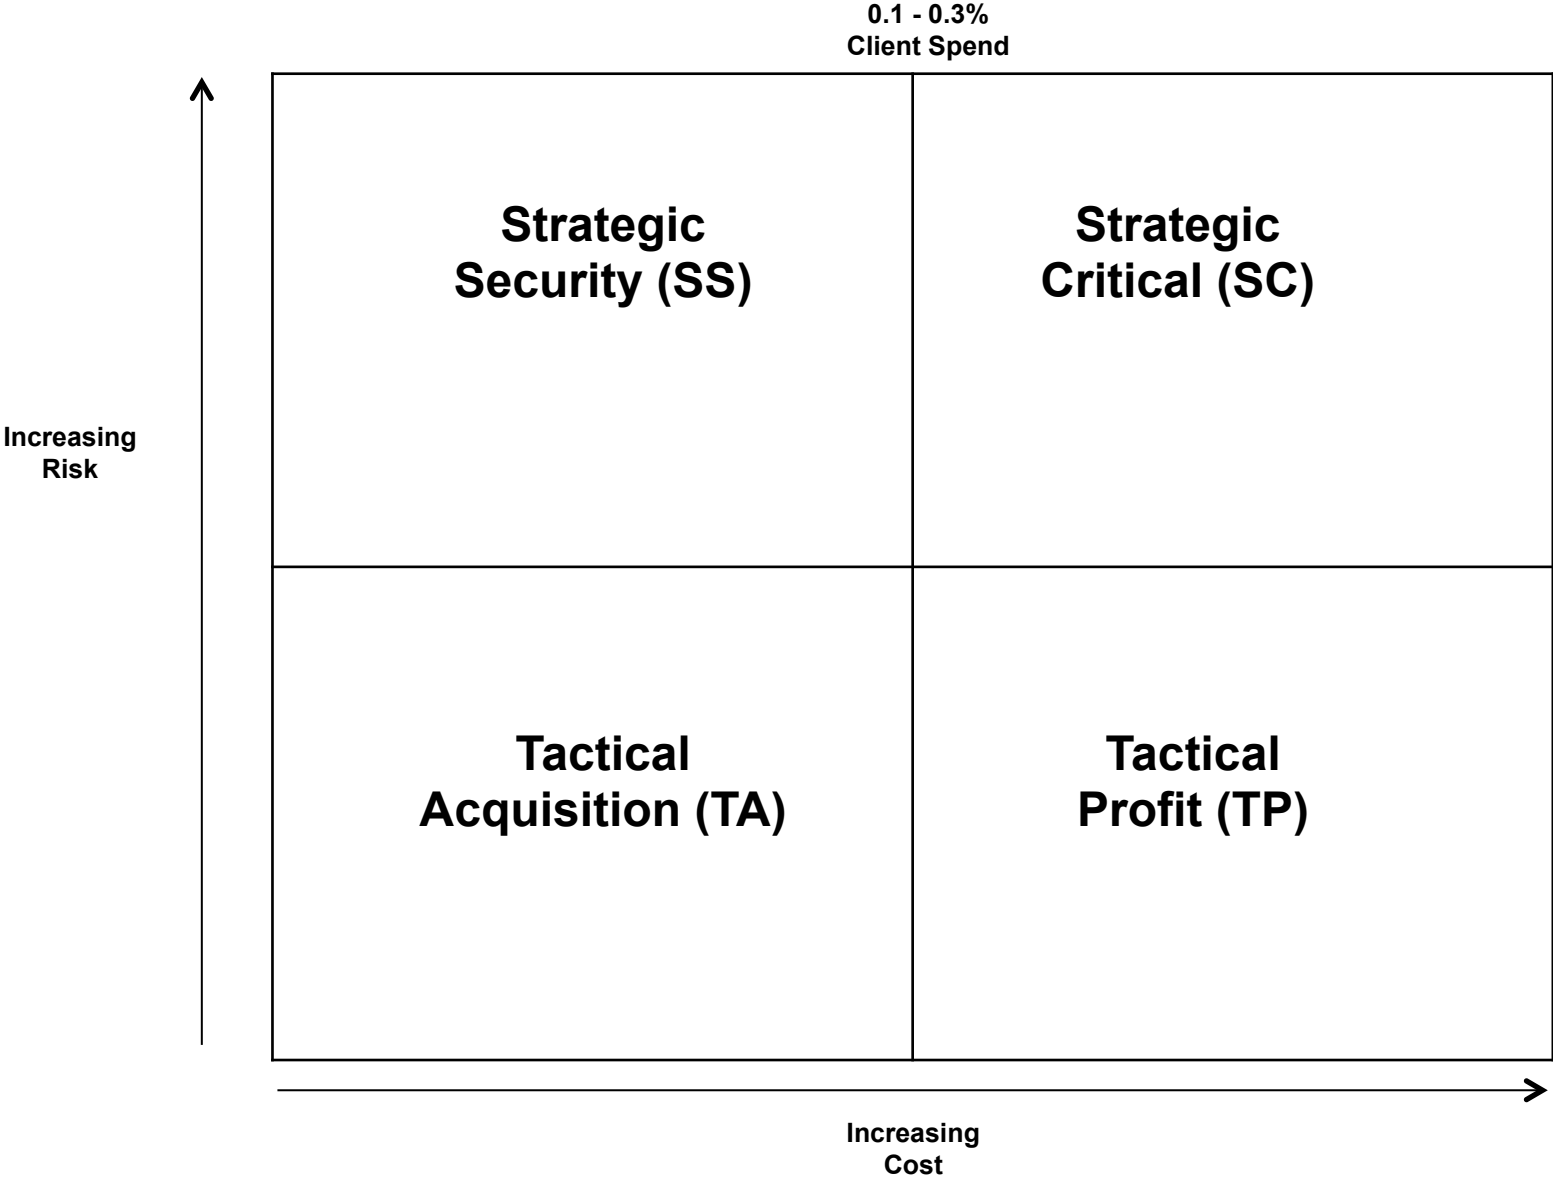 0.1 - 0.3%
Client Spend
Strategic
Security (SS)
Strategic
Critical (SC)
Increasing
Risk
Tactical
Acquisition (TA)
Tactical
Profit (TP)
Increasing
Cost